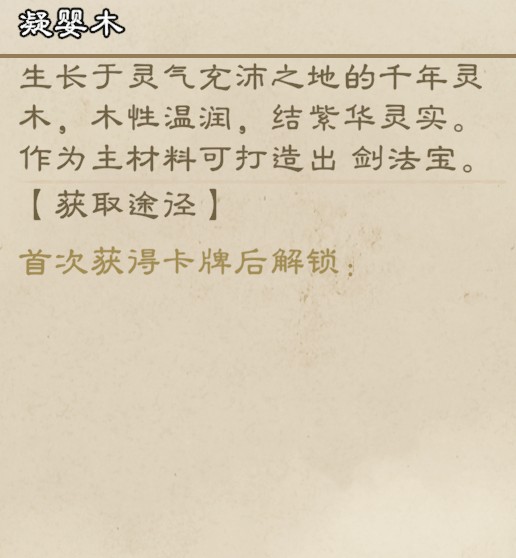 凝婴木
生长于灵气充沛之地的千年灵
木，木性温润，结紫华灵实。
作为主材料可打造出 剑法宝。
【获取途径】
首次获得卡牌后解锁：